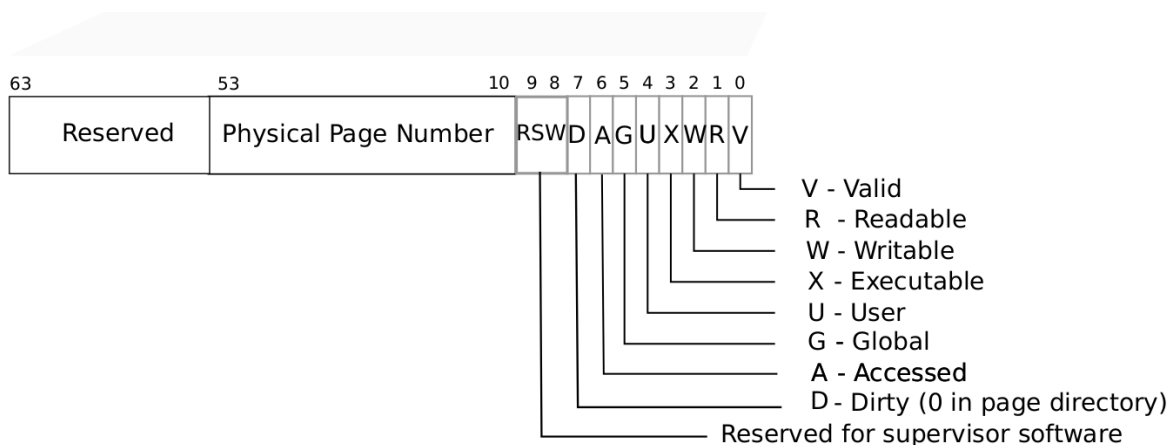 63 53 10 9 8 7 6 5 4 3 2 1 0
Reserved Physical Page Number RSW D A G U X W R V
V - Valid
R - Readable
W - Writable
X - Executable
U - User
G - Global
A - Accessed
D - Dirty (0 in page directory)
Reserved for supervisor software